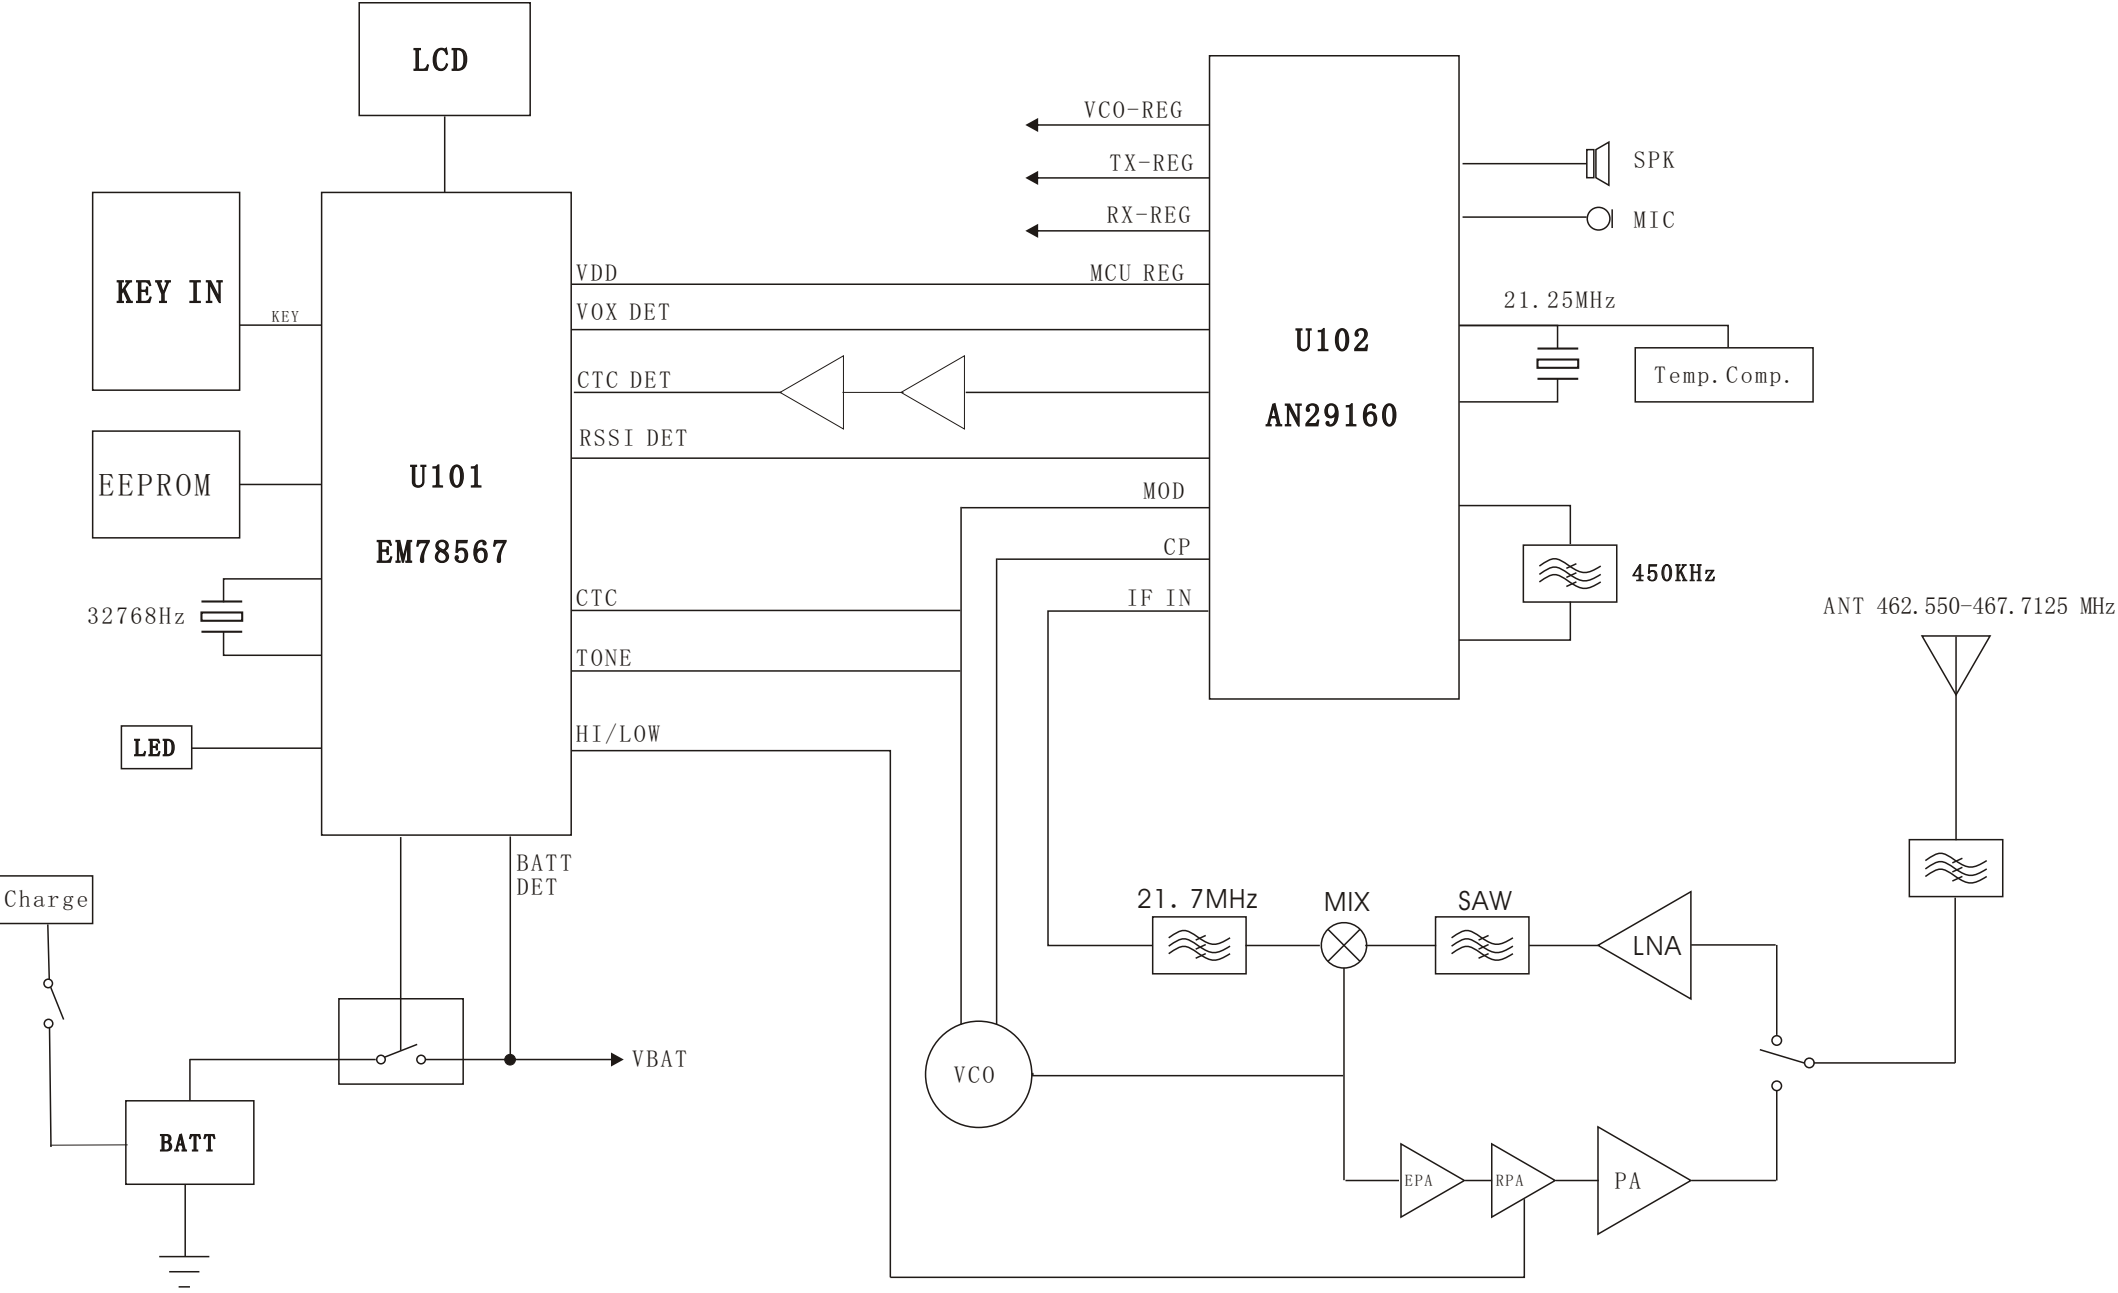 LCD
VCO-REG
TX-REG
RX-REG
SPK
MIC
KEY IN
KEY
VDD
MCU REG
VOX DET
21.25MHz
U102
CTC DET
Temp.Comp.
AN29160
RSSI DET
U101
EEPROM
MOD
EM78567
CP
450KHz
CTC
IF IN
32768Hz
ANT 462.550-467.7125 MHz
TONE
HI/LOW
LED
BATT
DET
Charge
21. 7MHz
MIX
SAW
LNA
VBAT
VCO
BATT
EPA
RPA
PA